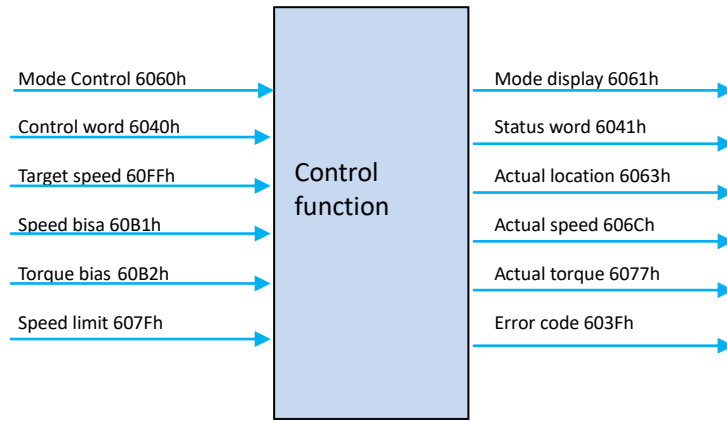 Mode Control 6060h
Control word 6040h
Target speed 60FFh
Speed bisa 60B1h
Torque bias 60B2h
Speed limit 607Fh
Control
function
Mode display 6061h
Status word 6041h
Actual location 6063h
Actual speed 606Ch
Actual torque 6077h
Error code 603Fh